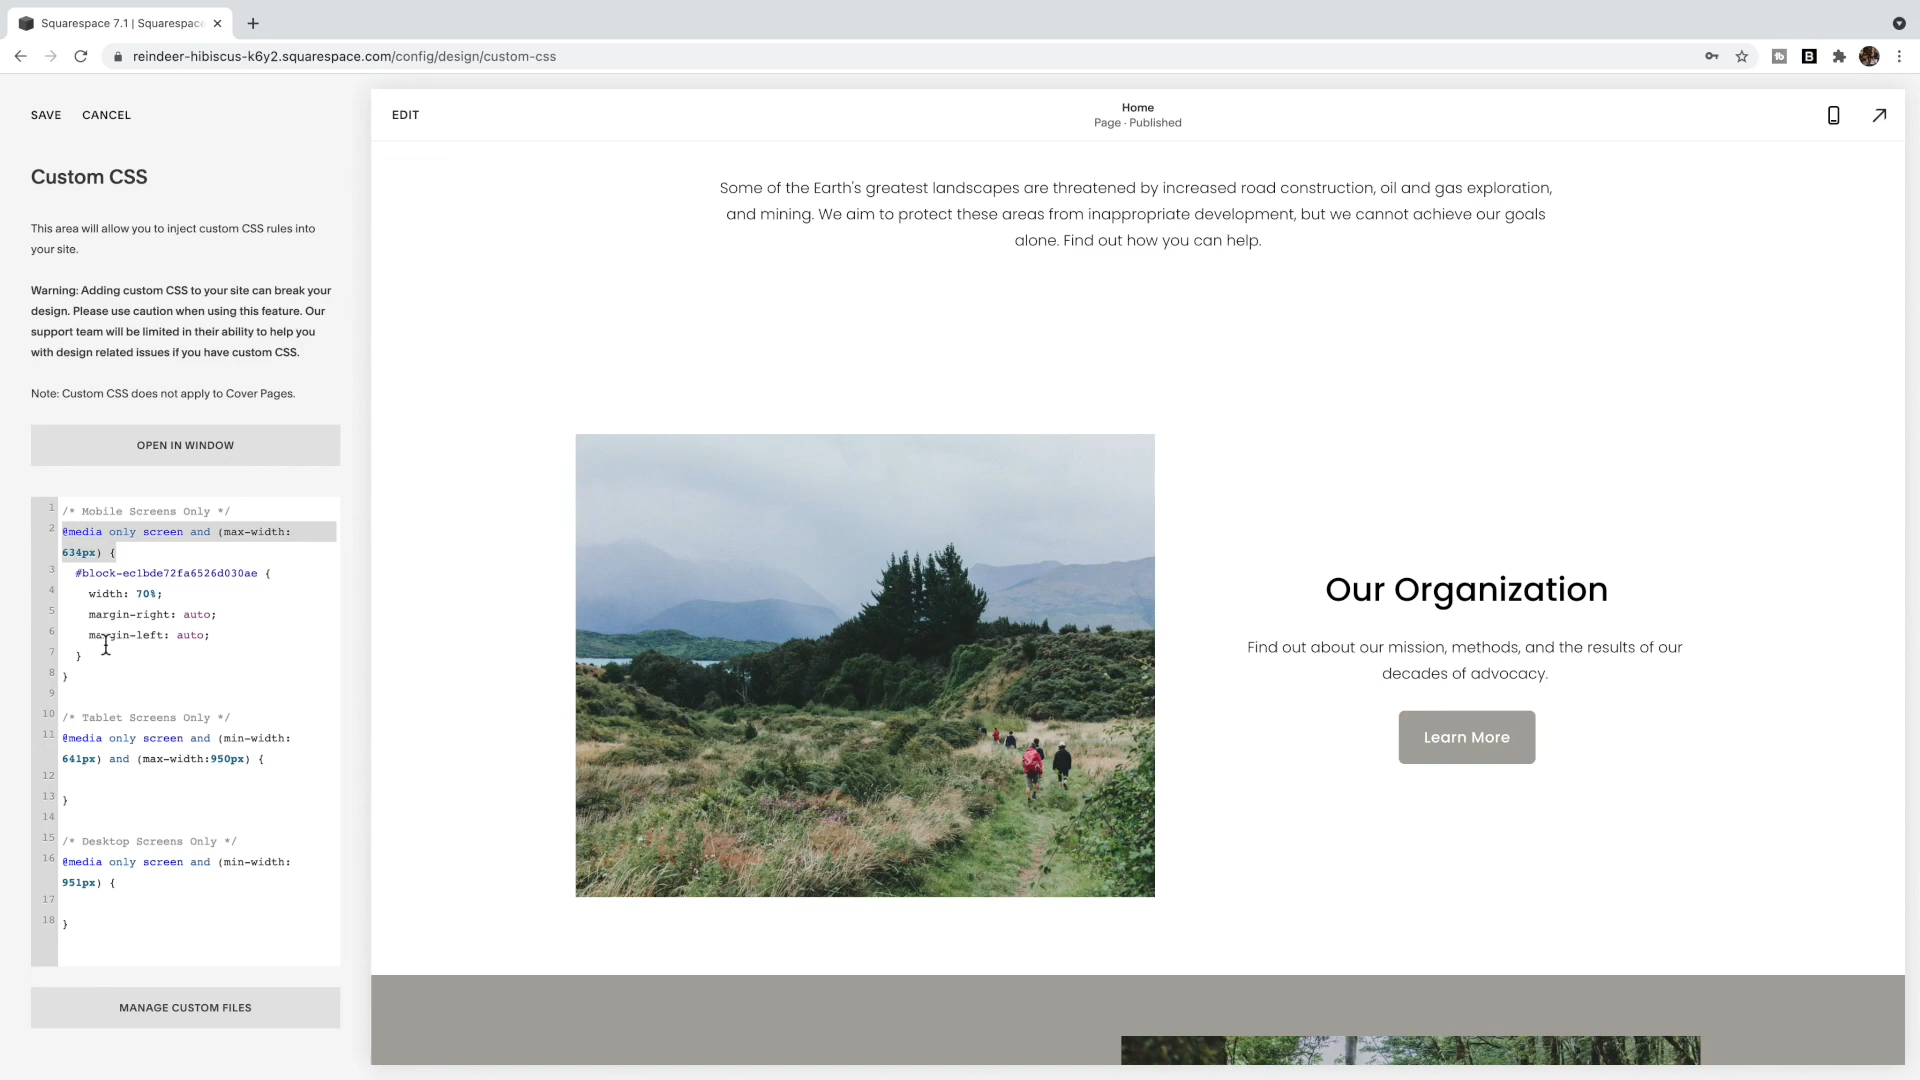 Squarespace 7.1 | Squarespace
reindeer-hibiscus-k6y2.squarespace.com/config/design/custom-css
SAVE CANCEL
EDIT
Home
Page · Published
Custom CSS
This area will allow you to inject custom CSS rules into
your site.
Warning: Adding custom CSS to your site can break your
design. Please use caution when using this feature. Our
support team will be limited in their ability to help you
with design related issues if you have custom CSS.
Note: Custom CSS does not apply to Cover Pages.
OPEN IN WINDOW
1 /* Mobile Screens Only */
2 @media only screen and (max-width:
634px) {
3 #block-ec1bde72fa6526d030ae {
4 width: 70%;
5 margin-right: auto;
6 margin-left: auto;
7 }
8 }
9
10 /* Tablet Screens Only */
11 @media only screen and (min-width:
641px) and (max-width:950px) {
12
13 }
14
15 /* Desktop Screens Only */
16 @media only screen and (min-width:
951px) {
17
18 }
MANAGE CUSTOM FILES
Some of the Earth's greatest landscapes are threatened by increased road construction, oil and gas exploration,
and mining. We aim to protect these areas from inappropriate development, but we cannot achieve our goals
alone. Find out how you can help.
Our Organization
Find out about our mission, methods, and the results of our
decades of advocacy.
Learn More